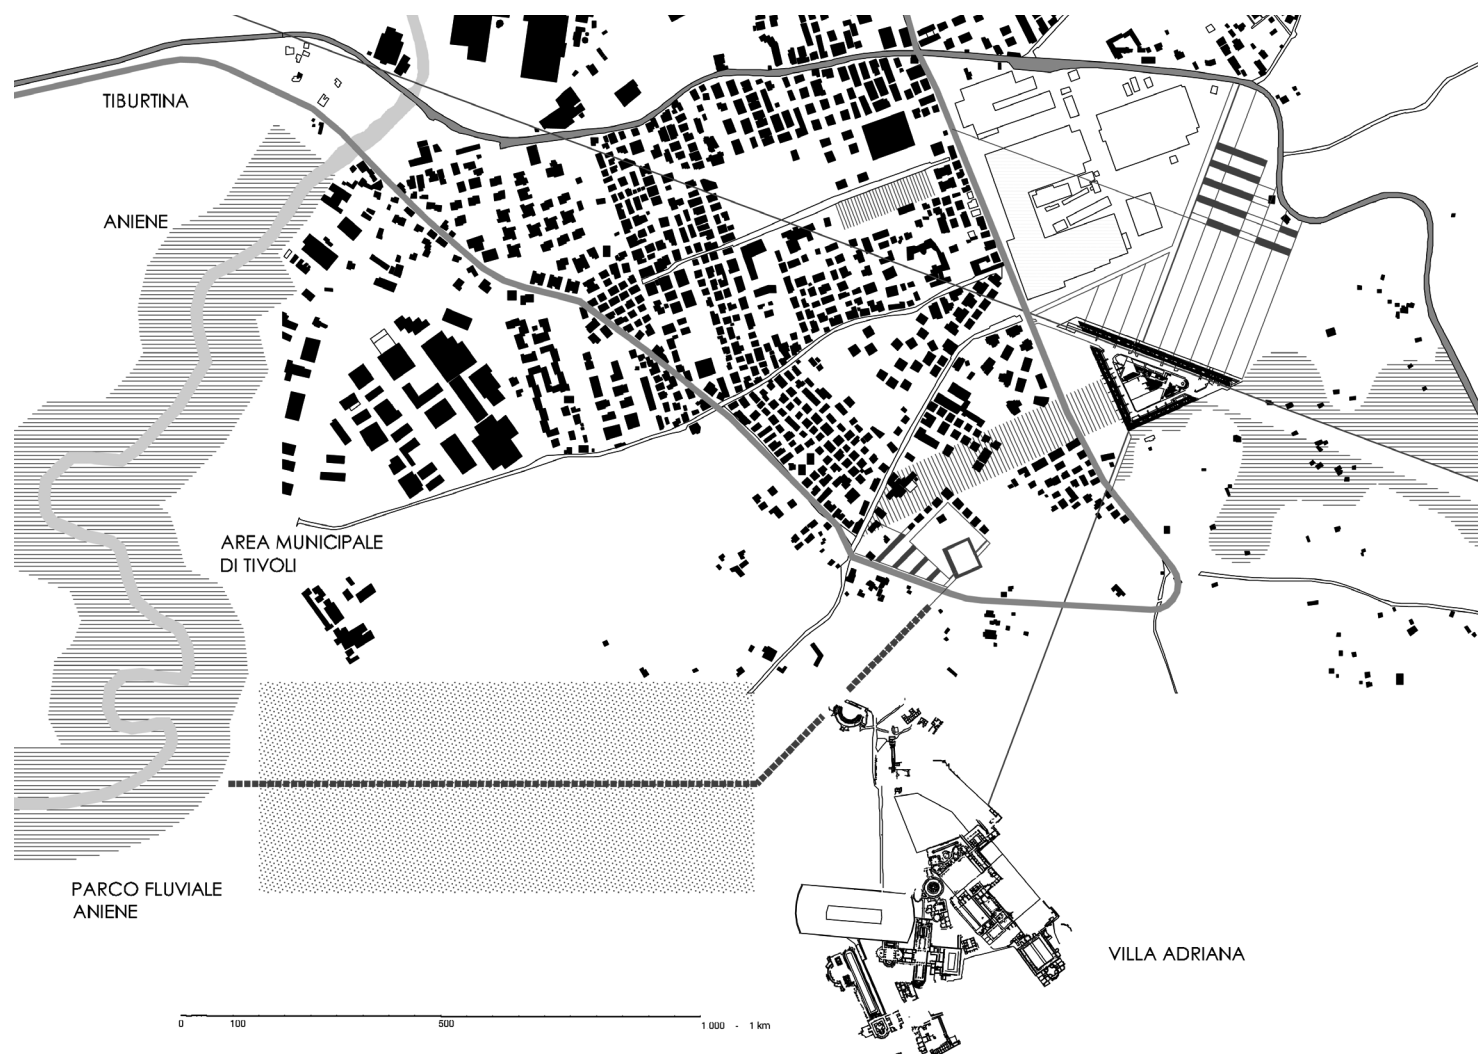 TIBURTINA
ANIENE
AREA MUNICIPALE
DI TIVOLI
PARCO FLUVIALE
ANIENE
VILLA ADRIANA
0 100 500 1 000 - 1 km